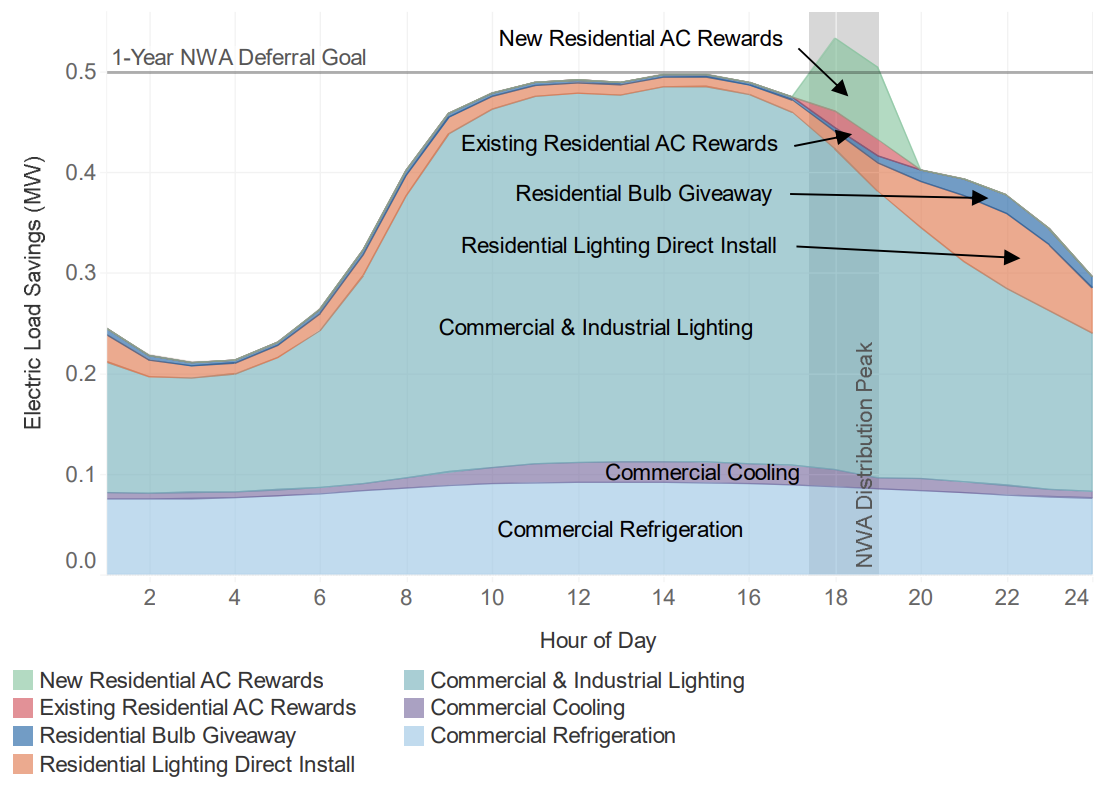 New Residential AC Rewards
1-Year NWA Deferral Goal
0.5
Existing Residential AC Rewards
0.4
Residential Bulb Giveaway
Residential Lighting Direct Install
0.3
Commercial & Industrial Lighting
0.2
Commercial Cooling
0.1
Commercial Refrigeration
0.0
Electric Load Savings (MW)
NWA Distribution Peak
2 4 6 8 10 12 14 16 18 20 22 24
Hour of Day
New Residential AC Rewards
Existing Residential AC Rewards
Residential Bulb Giveaway
Residential Lighting Direct Install
Commercial & Industrial Lighting
Commercial Cooling
Commercial Refrigeration